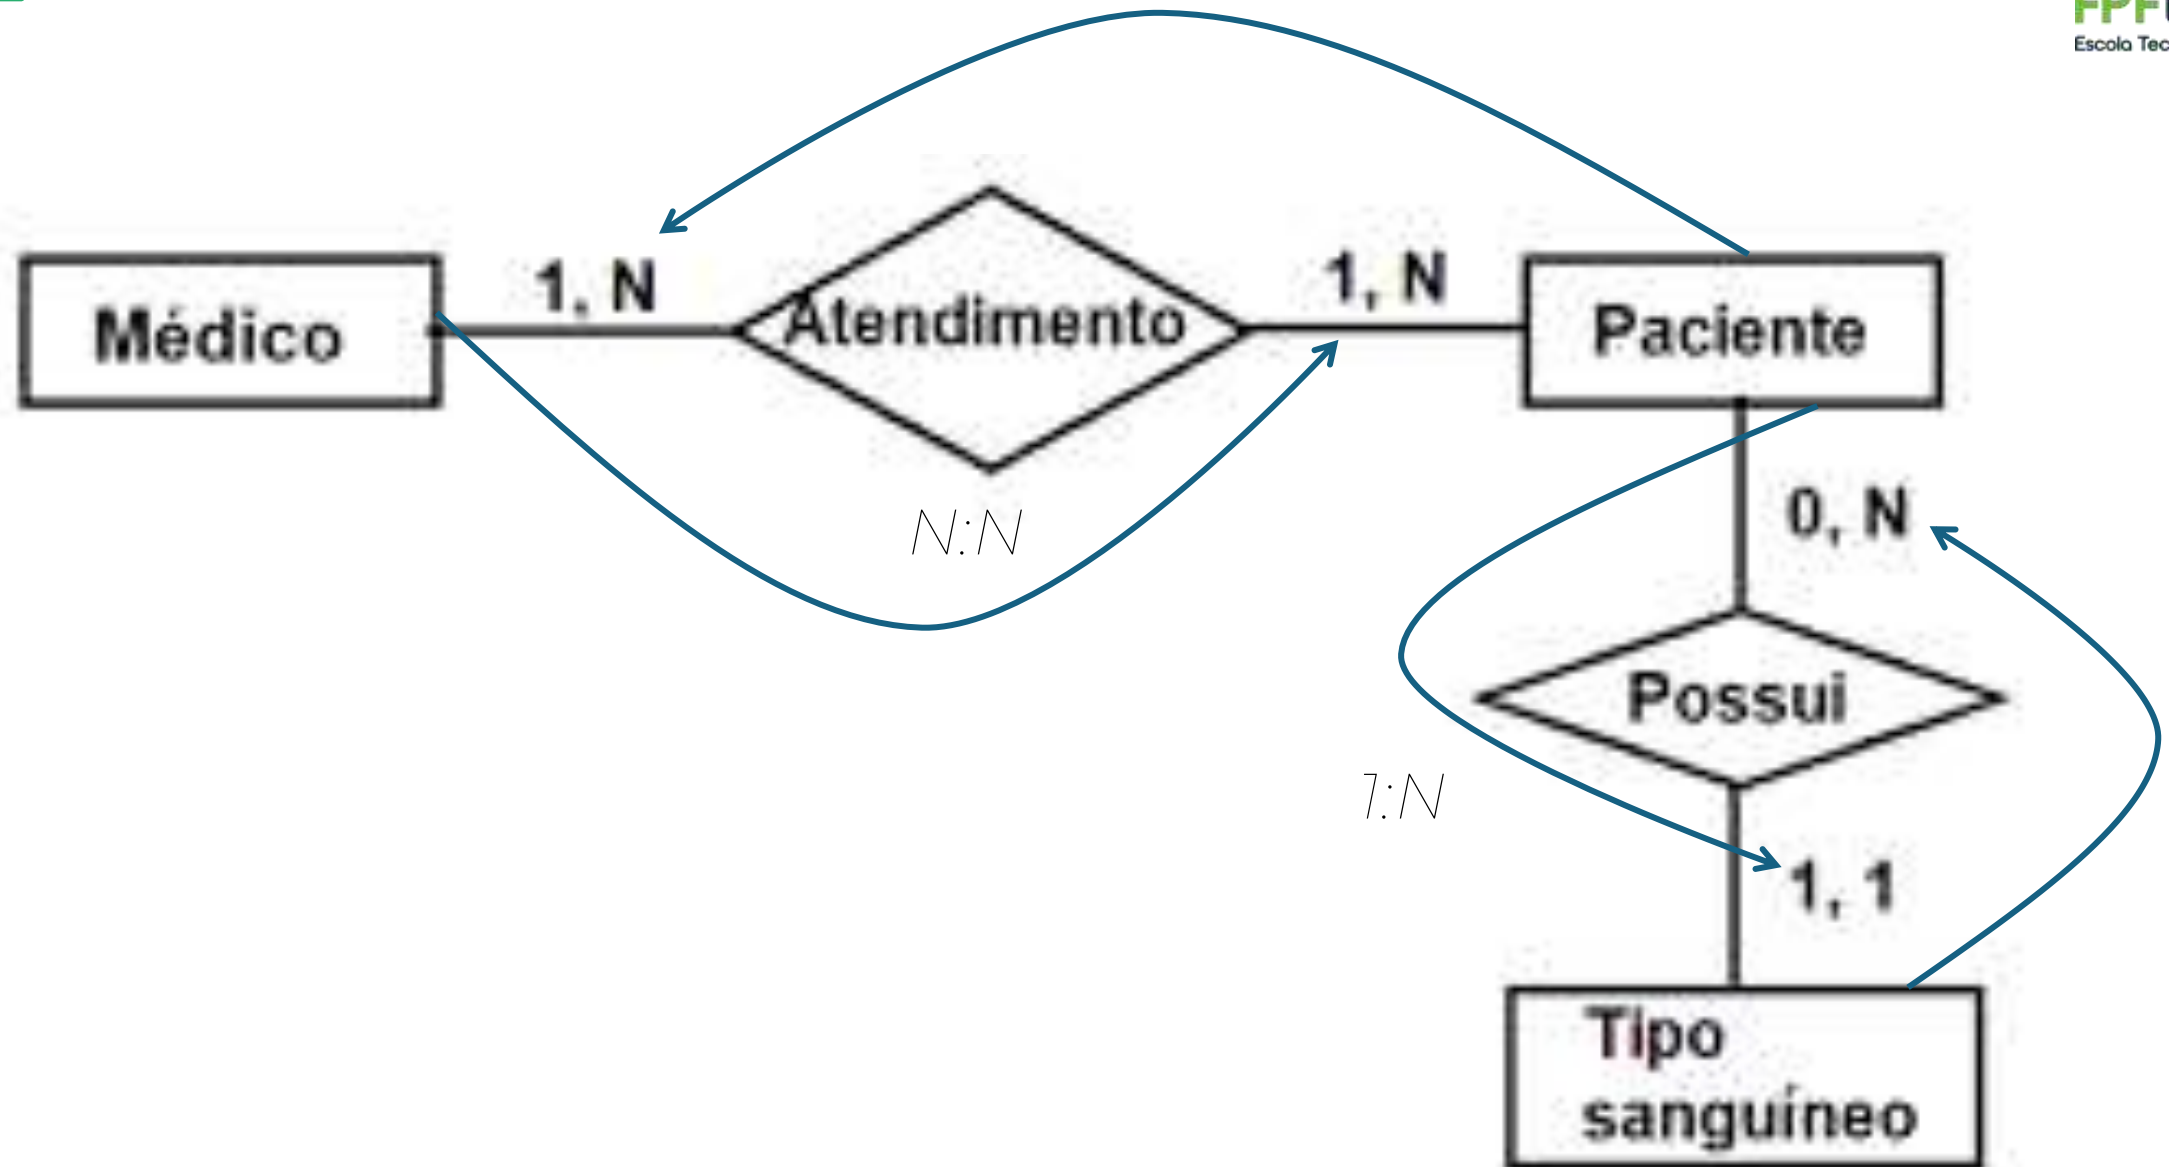 Escola Tec
1, N
1, N
Médico
Atendimento
Paciente
N:N
0, N
Possui
1:N
1, 1
Tipo
sanguíneo